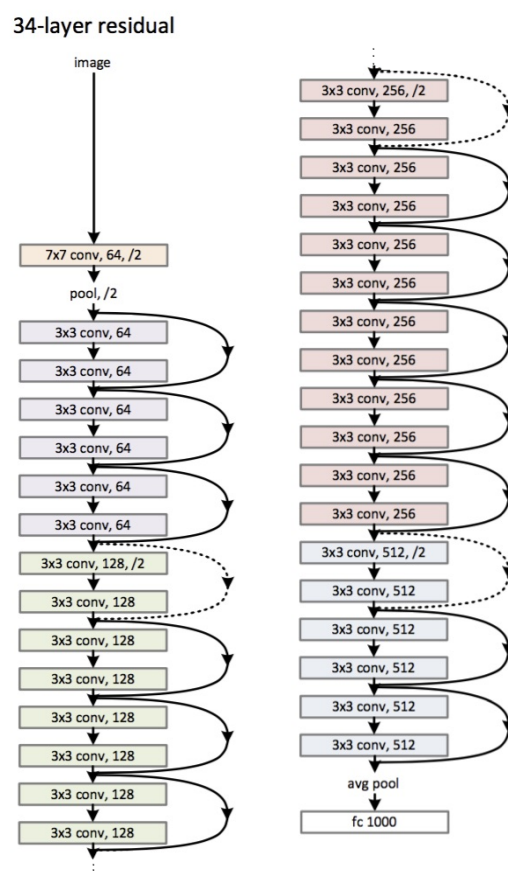 34-layer residual
image
7x7 conv, 64, /2
pool, /2
3x3 conv, 64
3x3 conv, 64
3x3 conv, 64
3x3 conv, 64
3x3 conv, 64
3x3 conv, 64
3x3 conv, 128, /2
3x3 conv, 128
3x3 conv, 128
3x3 conv, 128
3x3 conv, 128
3x3 conv, 128
3x3 conv, 128
3x3 conv, 128
3x3 conv, 256, /2
3x3 conv, 256
3x3 conv, 256
3x3 conv, 256
3x3 conv, 256
3x3 conv, 256
3x3 conv, 256
3x3 conv, 256
3x3 conv, 256
3x3 conv, 256
3x3 conv, 256
3x3 conv, 256
3x3 conv, 512, /2
3x3 conv, 512
3x3 conv, 512
3x3 conv, 512
3x3 conv, 512
3x3 conv, 512
avg pool
fc 1000